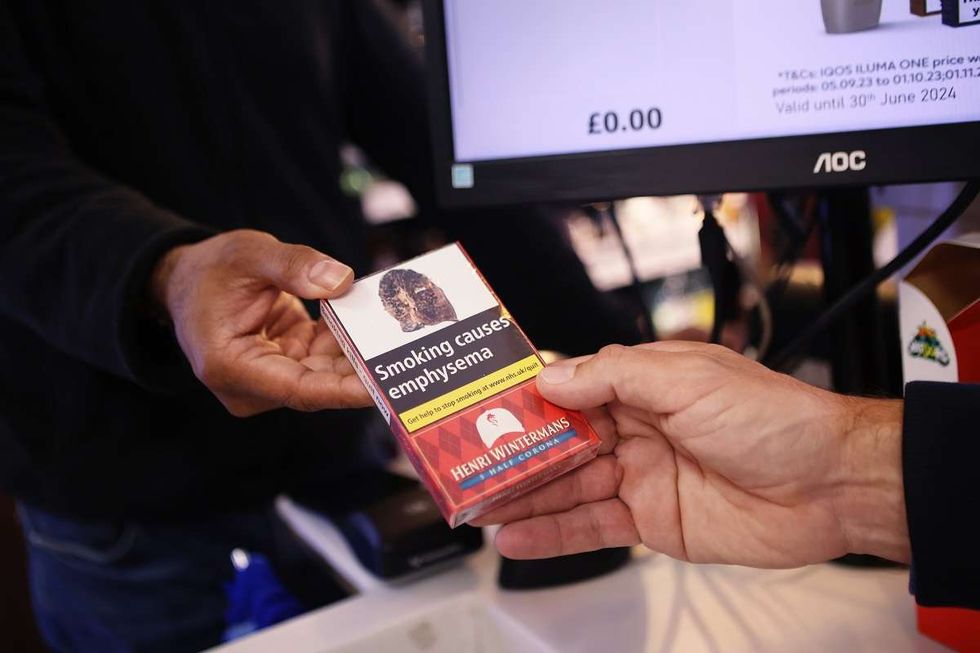 *T&Cs: IQOS ILUMA ONE price
periods: 05.09.23 to 01.10.23;01.11.2
Valid until 30th June 2024
£0.00
AOC
Smoking causes
emphysema
Get help to stop smoking at www.nhs.uk/quit
HENRI WINTERMANS
5 HALF CORONA